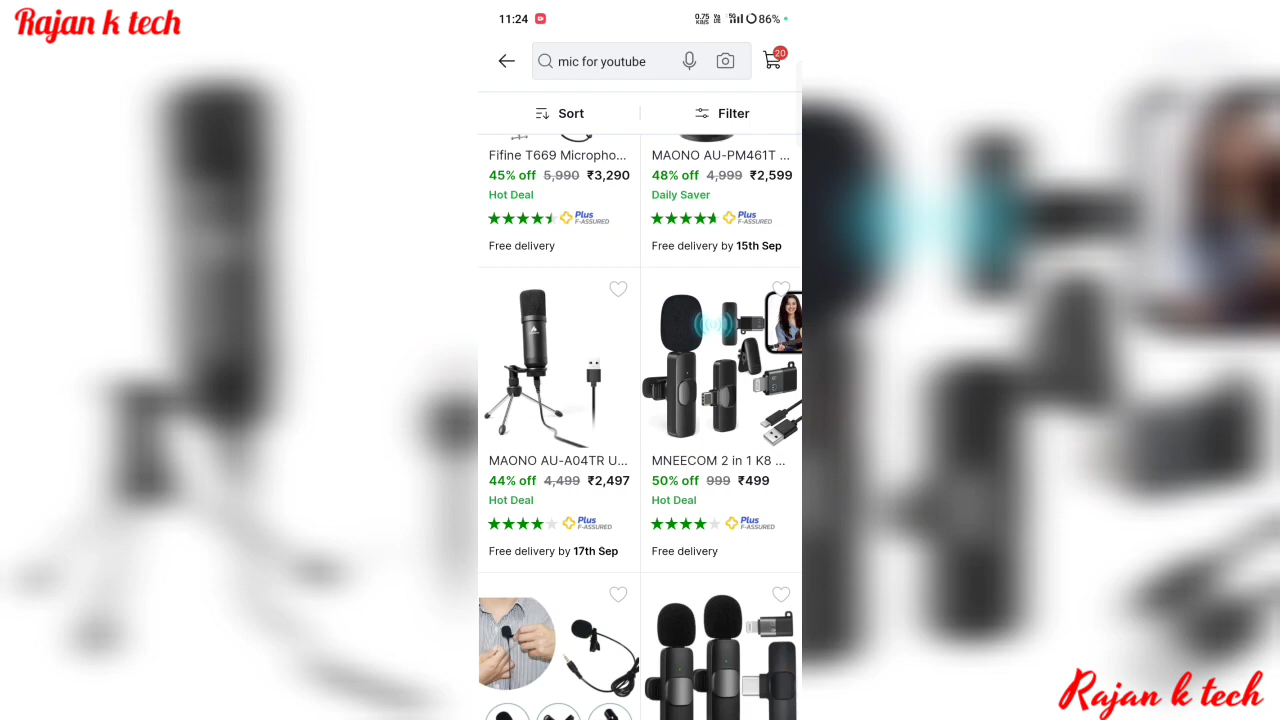 Rajan k tech
11:24
0.75 KB/S 5G 86%
mic for youtube
20
Sort
Filter
Fifine T669 Micropho...
45% off 5,990 ₹3,290
Hot Deal
Plus
F-ASSURED
Free delivery
MAONO AU-PM461T ...
48% off 4,999 ₹2,599
Daily Saver
Plus
F-ASSURED
Free delivery by 15th Sep
MAONO AU-A04TR U...
44% off 4,499 ₹2,497
Hot Deal
Plus
F-ASSURED
Free delivery by 17th Sep
MNEECOM 2 in 1 K8 ...
50% off 999 ₹499
Hot Deal
Plus
F-ASSURED
Free delivery
Rajan k tech